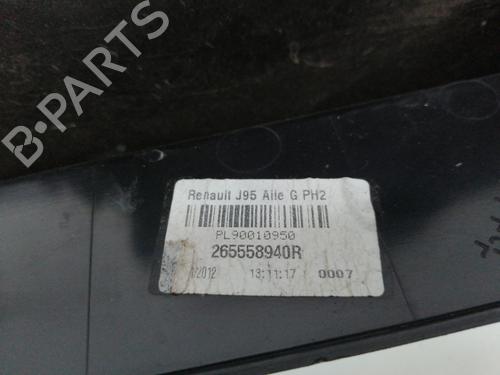 B-PARTS
Renault J95 Aile G PH2
PL90010950
265558940R
/2012 13:11:17 0007